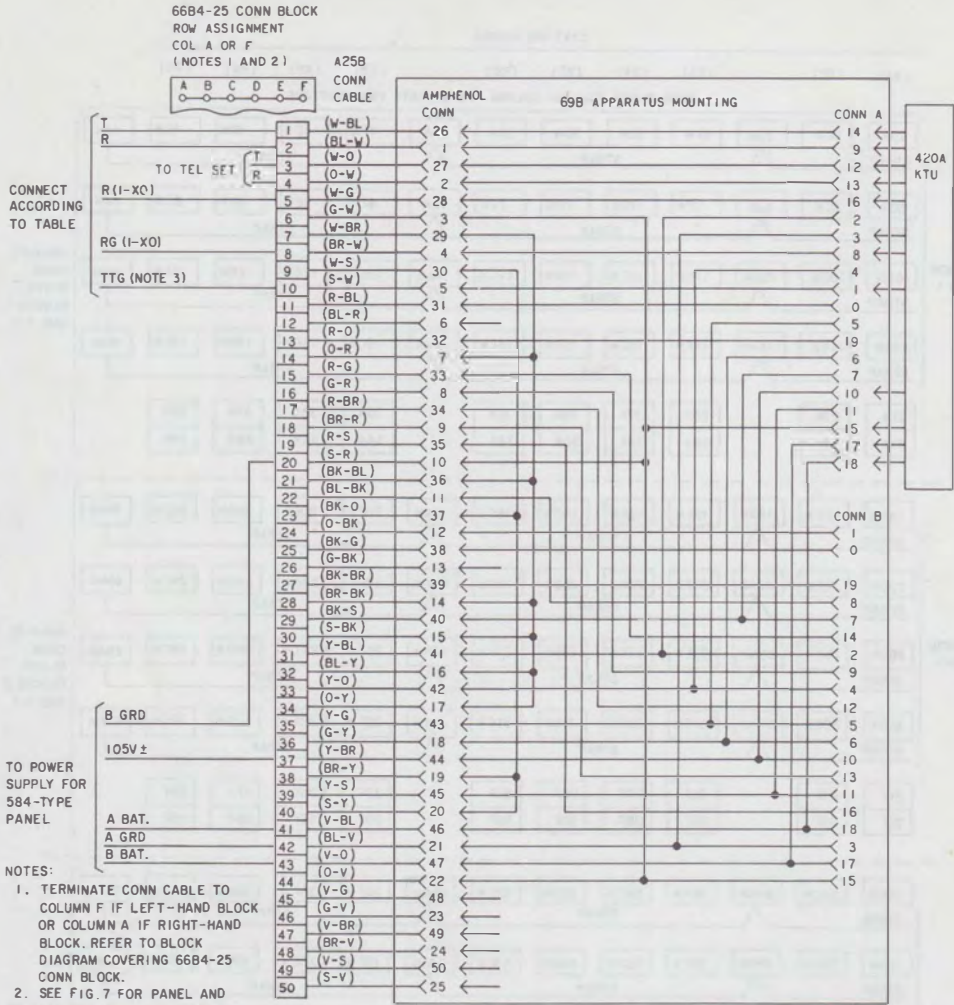 66B4-25 CONN BLOCK
ROW ASSIGNMENT
COL A OR F
(NOTES 1 AND 2)
A B C D E F
A25B
CONN
CABLE
AMPHENOL
CONN
69B APPARATUS MOUNTING
CONN A
420A
KTU
CONNECT
ACCORDING
TO TABLE
T
R
TO TEL SET
T
R
R(1-XC)
RG (1-XO)
TTG (NOTE 3)
1 (W-BL) 26
2 (BL-W) 1
3 (W-O) 27
4 (O-W) 2
5 (W-G) 28
6 (G-W) 3
7 (W-BR) 29
8 (BR-W) 4
9 (W-S) 30
10 (S-W) 5
11 (R-BL) 31
12 (BL-R) 6
13 (R-O) 32
14 (O-R) 7
15 (R-G) 33
16 (G-R) 8
17 (R-BR) 34
18 (BR-R) 9
19 (R-S) 35
20 (S-R) 10
21 (BK-BL) 36
22 (BL-BK) 11
23 (BK-O) 37
24 (O-BK) 12
25 (BK-G) 38
26 (G-BK) 13
27 (BK-BR) 39
28 (BR-BK) 14
29 (BK-S) 40
30 (S-BK) 15
31 (Y-BL) 41
32 (BL-Y) 16
33 (Y-O) 42
34 (O-Y) 17
35 (Y-G) 43
36 (G-Y) 18
37 (Y-BR) 44
38 (BR-Y) 19
39 (Y-S) 45
40 (S-Y) 20
41 (V-BL) 46
42 (BL-V) 21
43 (V-O) 47
44 (O-V) 22
45 (V-G) 48
46 (G-V) 23
47 (V-BR) 49
48 (BR-V) 24
49 (V-S) 50
50 (S-V) 25
14
9
12
13
16
2
3
8
4
1
0
5
19
6
7
10
11
15
17
18
CONN B
1
0
19
8
7
14
2
9
4
12
5
6
10
13
11
16
18
3
17
15
TO POWER
SUPPLY FOR
584-TYPE
PANEL
B GRD
105V ±
A BAT.
A GRD
B BAT.
NOTES:
1. TERMINATE CONN CABLE TO
COLUMN F IF LEFT-HAND BLOCK
OR COLUMN A IF RIGHT-HAND
BLOCK. REFER TO BLOCK
DIAGRAM COVERING 66B4-25
CONN BLOCK.
2. SEE FIG. 7 FOR PANEL AND